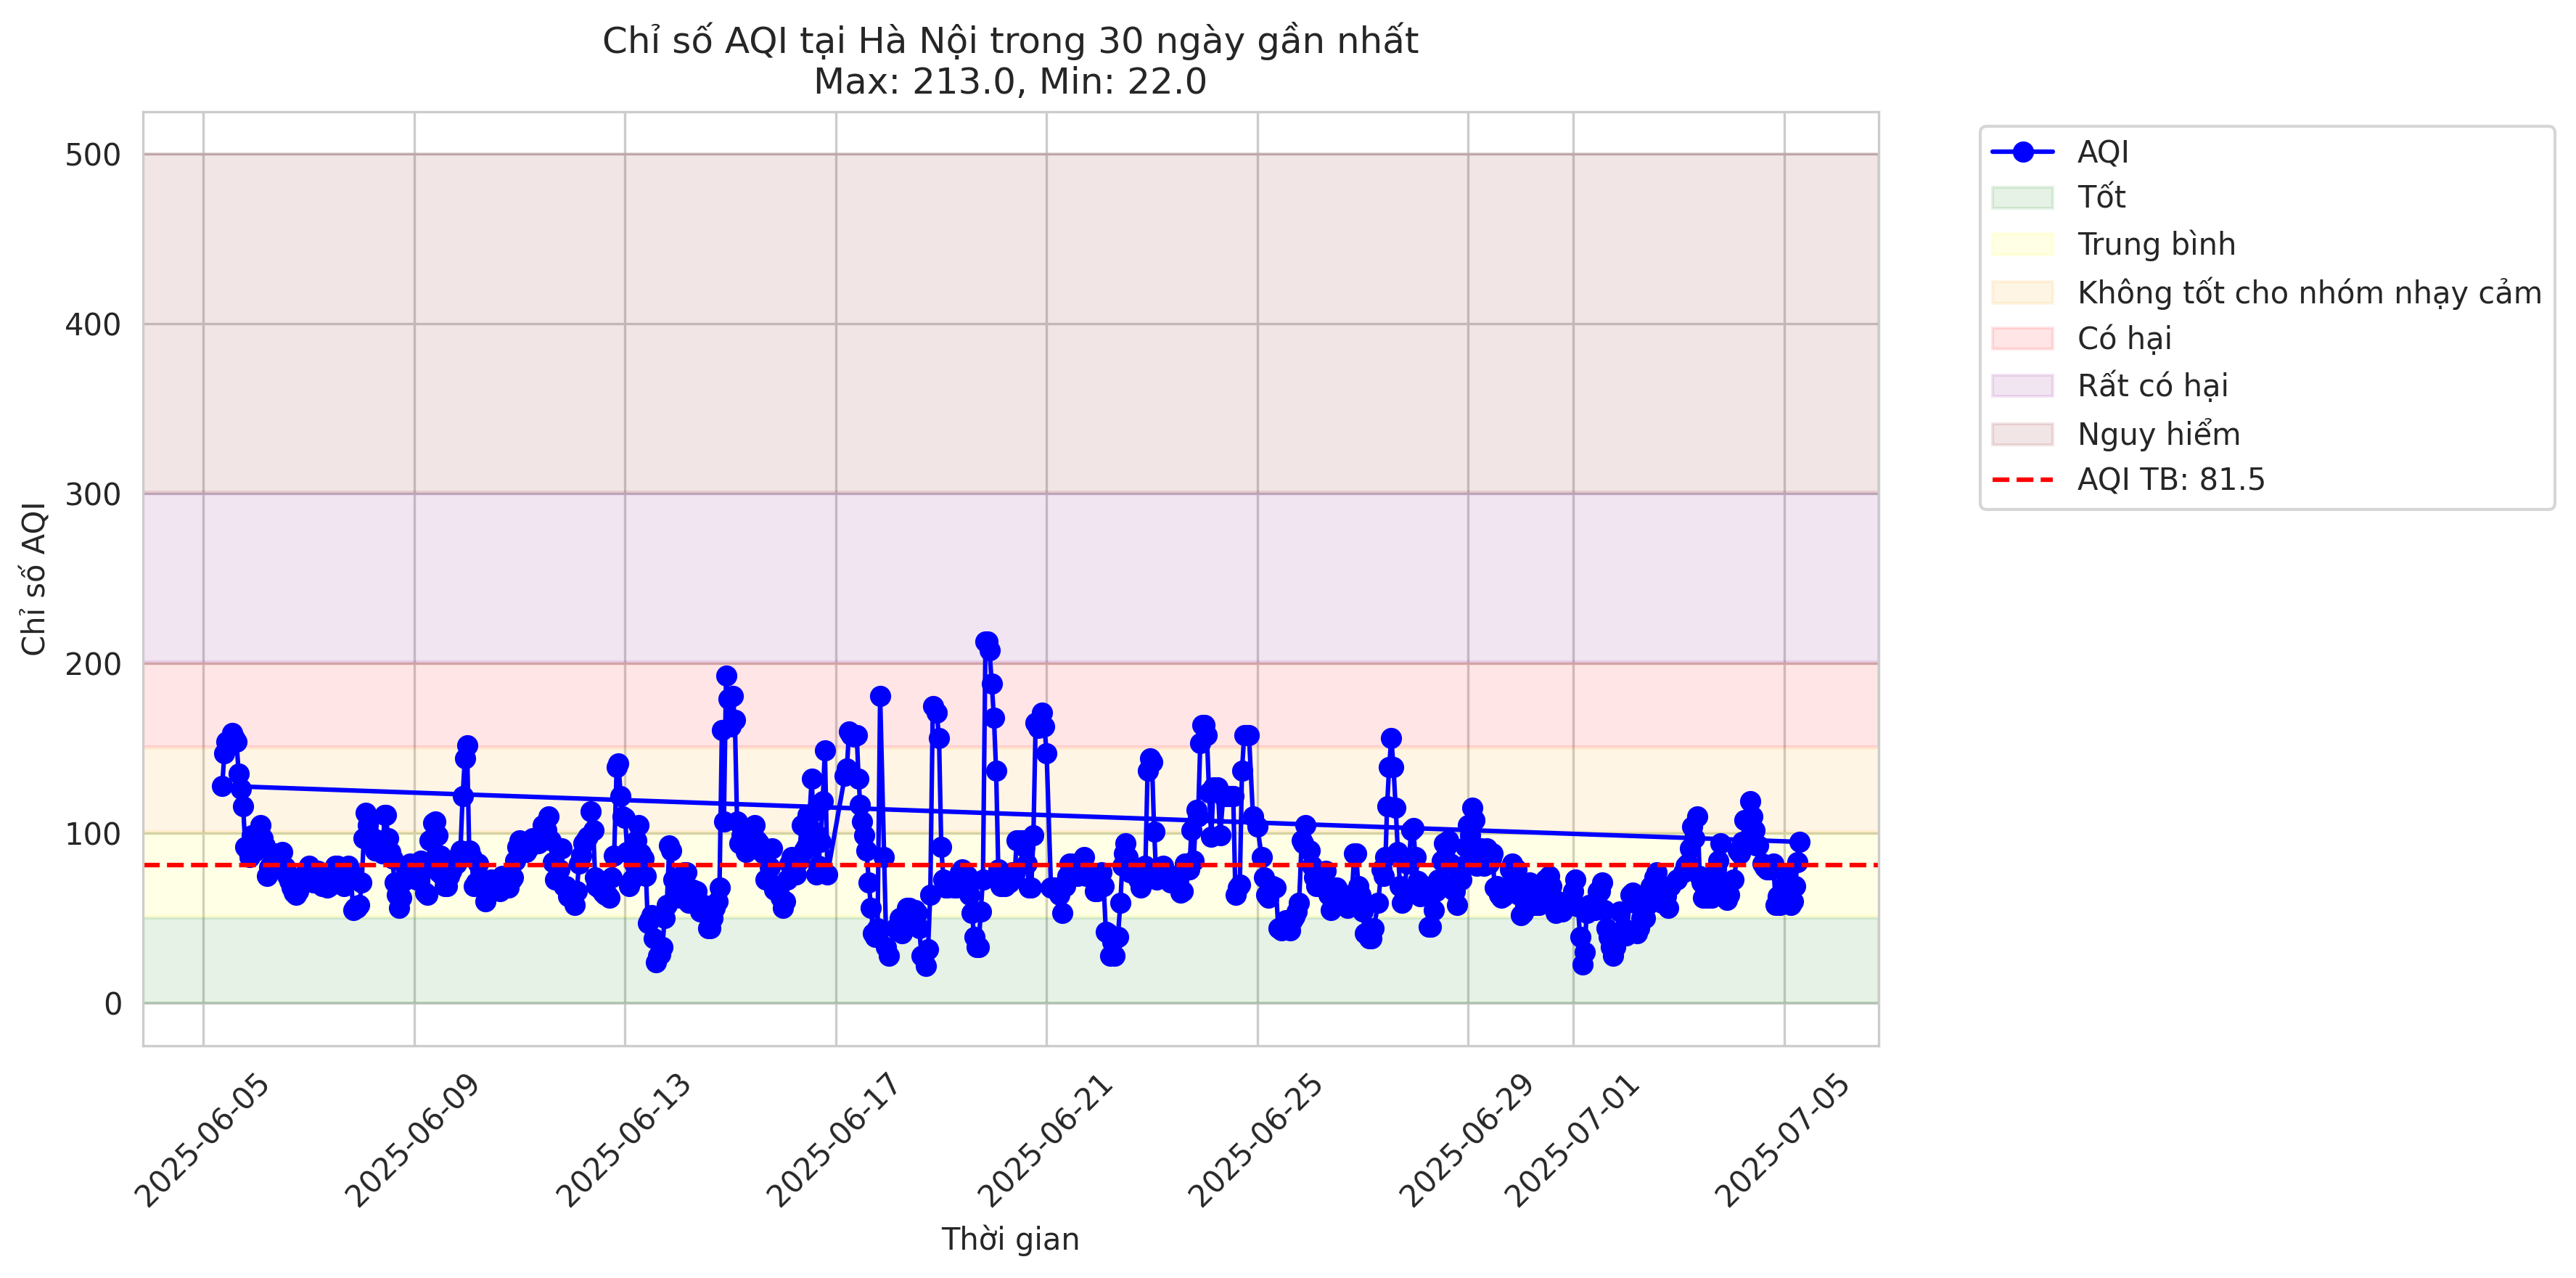 Chỉ số AQI tại Hà Nội trong 30 ngày gần nhất
Max: 213.0, Min: 22.0
Chỉ số AQI
500
400
300
200
100
0
2025-06-05
2025-06-09
2025-06-13
2025-06-17
2025-06-21
2025-06-25
2025-06-29
2025-07-01
2025-07-05
Thời gian
AQI
Tốt
Trung bình
Không tốt cho nhóm nhạy cảm
Có hại
Rất có hại
Nguy hiểm
AQI TB: 81.5